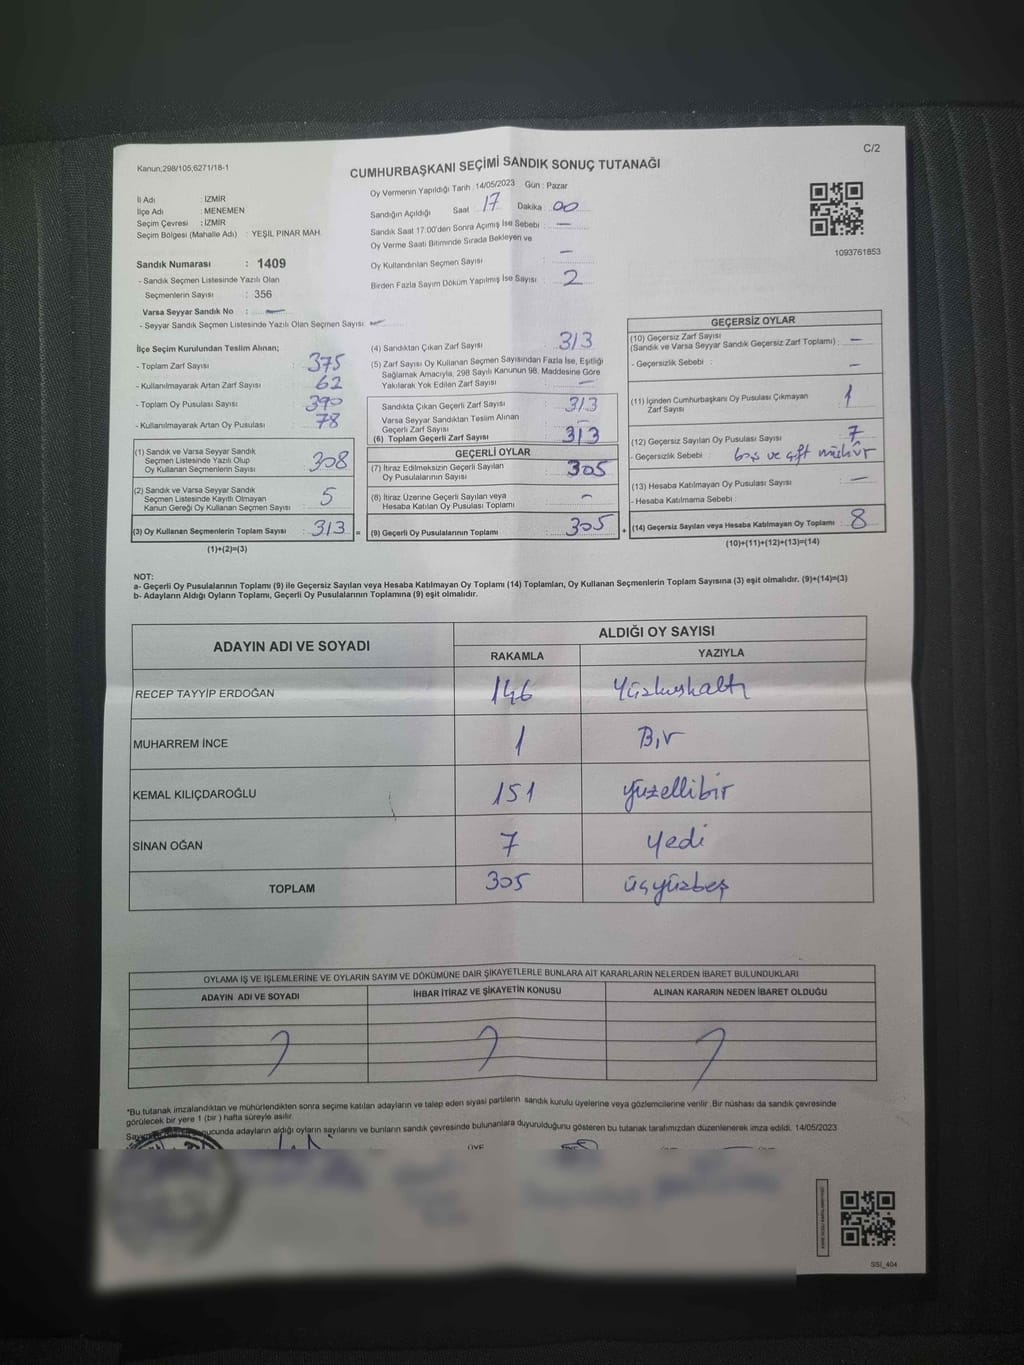 Kanun;298/105,6271/18-1
C/2
CUMHURBAŞKANI SEÇİMİ SANDIK SONUÇ TUTANAĞI
İl Adı : İZMİR
İlçe Adı : MENEMEN
Seçim Çevresi : İZMİR
Seçim Bölgesi (Mahalle Adı) : YEŞİL PINAR MAH.
Sandık Numarası : 1409
- Sandık Seçmen Listesinde Yazılı Olan
Seçmenlerin Sayısı : 356
Varsa Seyyar Sandık No : —
- Seyyar Sandık Seçmen Listesinde Yazılı Olan Seçmen Sayısı: —
Oy Vermenin Yapıldığı Tarih : 14/05/2023 Gün : Pazar
Sandığın Açıldığı Saat 17 Dakika 00
Sandık Saat 17:00'den Sonra Açımış İse Sebebi : —
Oy Verme Saati Bitiminde Sırada Bekleyen ve
Oy Kullandırılan Seçmen Sayısı : —
Birden Fazla Sayım Döküm Yapılmış İse Sayısı : 2
1093761853
İlçe Seçim Kurulundan Teslim Alınan;
- Toplam Zarf Sayısı : 375
- Kullanılmayarak Artan Zarf Sayısı : 62
- Toplam Oy Pusulası Sayısı : 390
- Kullanılmayarak Artan Oy Pusulası : 78
(1) Sandık ve Varsa Seyyar Sandık
Seçmen Listesinde Yazılı Olup
Oy Kullanan Seçmenlerin Sayısı : 308
(2) Sandık ve Varsa Seyyar Sandık
Seçmen Listesinde Kayıtlı Olmayan
Kanun Gereği Oy Kullanan Seçmen Sayısı : 5
(3) Oy Kullanan Seçmenlerin Toplam Sayısı : 313 =
(1)+(2)=(3)
(4) Sandıktan Çıkan Zarf Sayısı : 313
(5) Zarf Sayısı Oy Kullanan Seçmen Sayısından Fazla İse, Eşitliği
Sağlamak Amacıyla, 298 Sayılı Kanunun 98. Maddesine Göre
Yakılarak Yok Edilen Zarf Sayısı : —
Sandıkta Çıkan Geçerli Zarf Sayısı : 313
Varsa Seyyar Sandıktan Teslim Alınan
Geçerli Zarf Sayısı : —
(6) Toplam Geçerli Zarf Sayısı : 313
GEÇERLİ OYLAR
(7) İtiraz Edilmeksizin Geçerli Sayılan
Oy Pusulalarının Sayısı : 305
(8) İtiraz Üzerine Geçerli Sayılan veya
Hesaba Katılan Oy Pusulası Toplamı : —
(9) Geçerli Oy Pusulalarının Toplamı : 305 +
GEÇERSİZ OYLAR
(10) Geçersiz Zarf Sayısı
(Sandık ve Varsa Seyyar Sandık Geçersiz Zarf Toplamı) : —
- Geçersizlik Sebebi : —
(11) İçinden Cumhurbaşkanı Oy Pusulası Çıkmayan
Zarf Sayısı : 1
(12) Geçersiz Sayılan Oy Pusulası Sayısı : 7
- Geçersizlik Sebebi : boş ve çift mühür
(13) Hesaba Katılmayan Oy Pusulası Sayısı : —
- Hesaba Katılmama Sebebi :
(14) Geçersiz Sayılan veya Hesaba Katılmayan Oy Toplamı : 8
(10)+(11)+(12)+(13)=(14)
NOT:
a- Geçerli Oy Pusulalarının Toplamı (9) ile Geçersiz Sayılan veya Hesaba Katılmayan Oy Toplamı (14) Toplamları, Oy Kullanan Seçmenlerin Toplam Sayısına (3) eşit olmalıdır. (9)+(14)=(3)
b- Adayların Aldığı Oyların Toplamı, Geçerli Oy Pusulalarının Toplamına (9) eşit olmalıdır.
ADAYIN ADI VE SOYADI ALDIĞI OY SAYISI
RAKAMLA YAZIYLA
RECEP TAYYİP ERDOĞAN 146 Yüzkırkaltı
MUHARREM İNCE 1 Bir
KEMAL KILIÇDAROĞLU 151 yüzellibir
SİNAN OĞAN 7 yedi
TOPLAM 305 üçyüzbeş
OYLAMA İŞ VE İŞLEMLERİNE VE OYLARIN SAYIM VE DÖKÜMÜNE DAİR ŞİKAYETLERLE BUNLARA AİT KARARLARIN NELERDEN İBARET BULUNDUKLARI
ADAYIN ADI VE SOYADI İHBAR İTİRAZ VE ŞİKAYETİN KONUSU ALINAN KARARIN NEDEN İBARET OLDUĞU
*Bu tutanak imzalandıktan ve mühürlendikten sonra seçime katılan adayların ve talep eden siyasi partilerin sandık kurulu üyelerine veya gözlemcilerine verilir. Bir nüshası da sandık çevresinde
görülecek bir yere 1 (bir) hafta süreyle asılır.
ucunda adayların aldığı oyların sayılarını ve bunların sandık çevresinde bulunanlara duyurulduğunu gösteren bu tutanak tarafımızdan düzenlenerek imza edildi. 14/05/2023
SSI_404